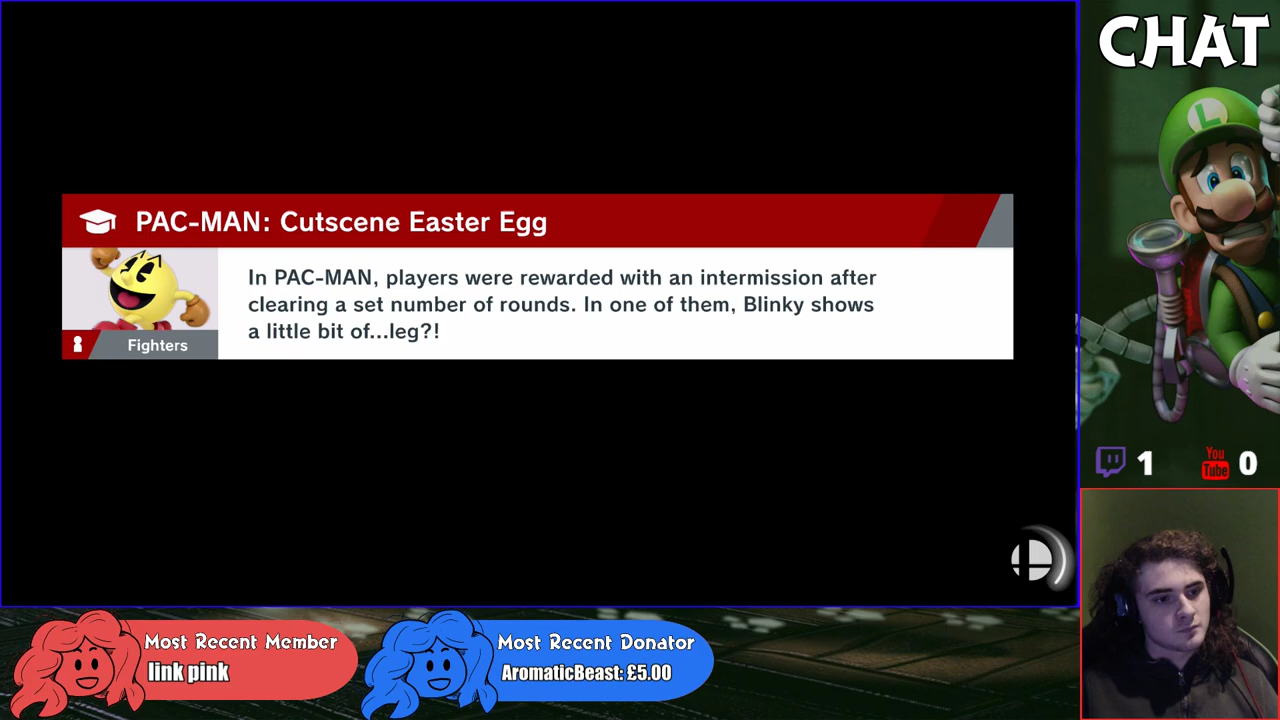 CHAT
PAC-MAN: Cutscene Easter Egg
In PAC-MAN, players were rewarded with an intermission after
clearing a set number of rounds. In one of them, Blinky shows
a little bit of...leg?!
Fighters
L
1
You
Tube
0
Most Recent Member
link pink
Most Recent Donator
AromaticBeast: £5.00